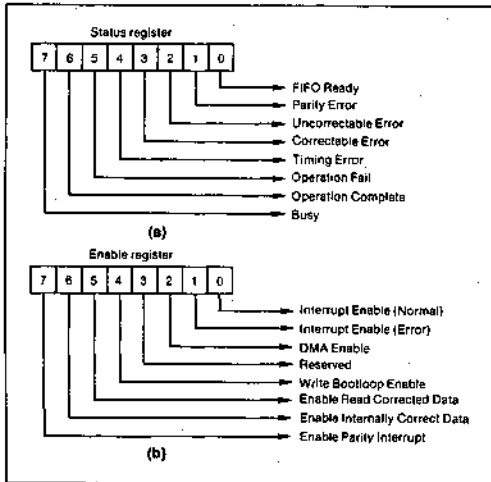 Status register
7 6 5 4 3 2 1 0
FIFO Ready
Parity Error
Uncorrectable Error
Correctable Error
Timing Error
Operation Fail
Operation Complete
Busy
(a)
Enable register
7 6 5 4 3 2 1 0
Interrupt Enable (Normal)
Interrupt Enable (Error)
DMA Enable
Reserved
Write Bootloop Enable
Enable Read Corrected Data
Enable Internally Correct Data
Enable Parity Interrupt
(b)